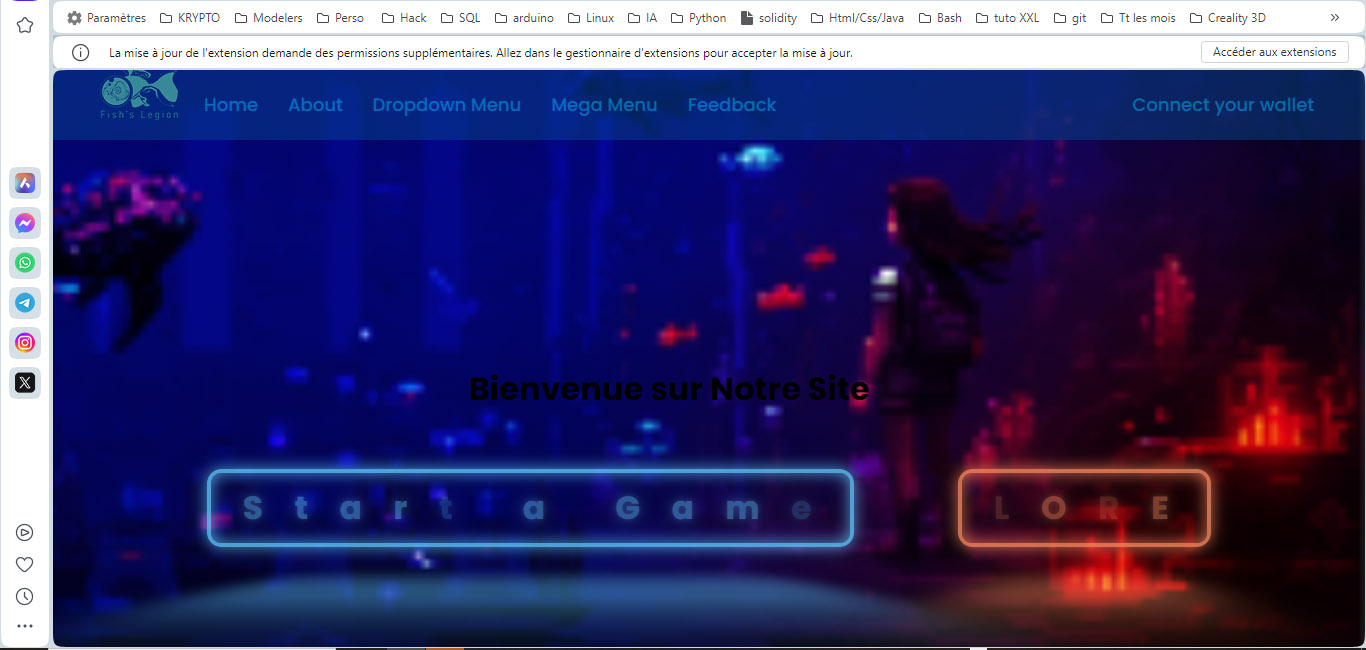 Paramètres KRYPTO Modelers Perso Hack SQL arduino Linux IA Python solidity Html/Css/Java Bash tuto XXL git Tt les mois Creality 3D »
La mise à jour de l'extension demande des permissions supplémentaires. Allez dans le gestionnaire d'extensions pour accepter la mise à jour. Accéder aux extensions
Fish's Legion
Home About Dropdown Menu Mega Menu Feedback Connect your wallet
Bienvenue sur Notre Site
Start a Game LORE